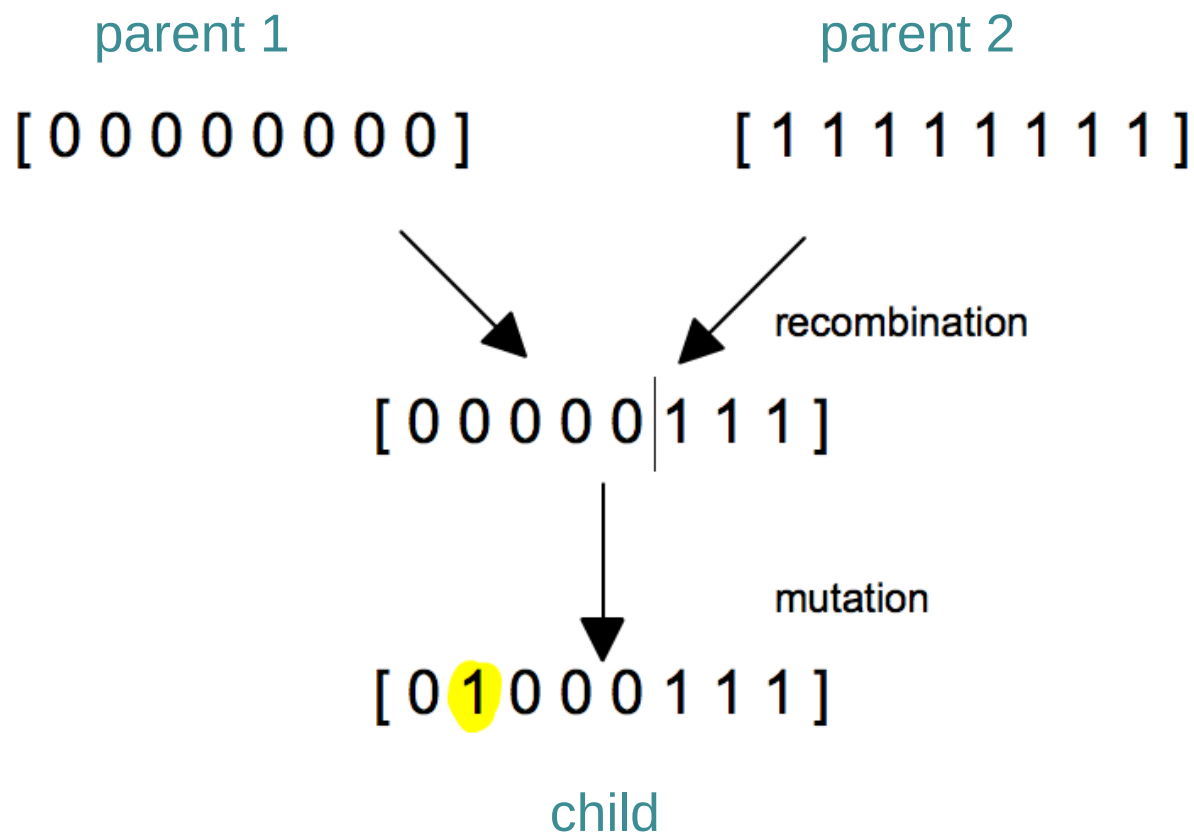 parent 1 parent 2
[ 0 0 0 0 0 0 0 0 ] [ 1 1 1 1 1 1 1 1 ]
recombination
[ 0 0 0 0 0 1 1 1 ]
mutation
[ 0 1 0 0 0 1 1 1 ]
child